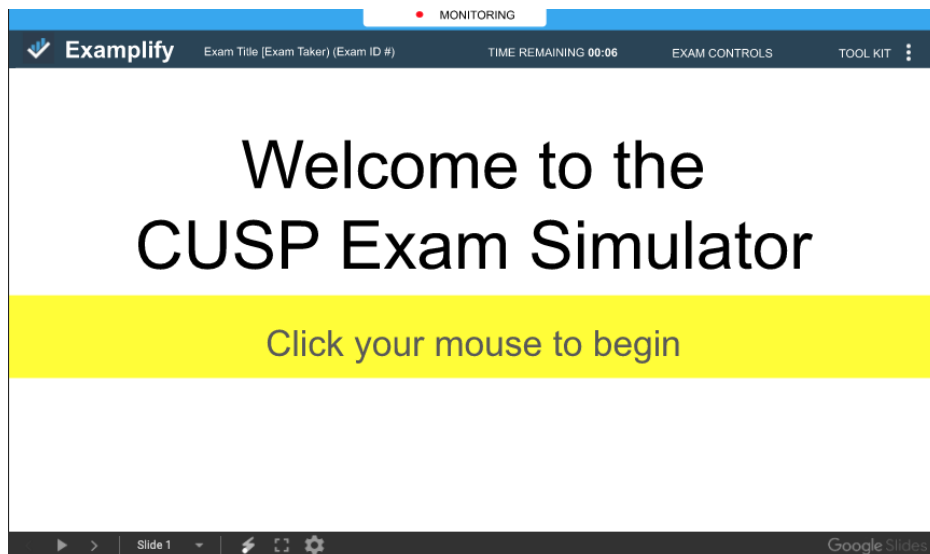 MONITORING
Examplify Exam Title [Exam Taker) (Exam ID #) TIME REMAINING 00:06 EXAM CONTROLS TOOL KIT
Welcome to the
CUSP Exam Simulator
Click your mouse to begin
Slide 1 Google Slides